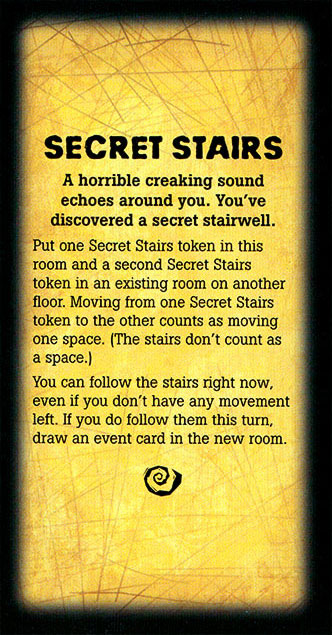 SECRET STAIRS
A horrible creaking sound
echoes around you. You've
discovered a secret stairwell.
Put one Secret Stairs token in this
room and a second Secret Stairs
token in an existing room on another
floor. Moving from one Secret Stairs
token to the other counts as moving
one space. (The stairs don't count as
a space.)
You can follow the stairs right now,
even if you don't have any movement
left. If you do follow them this turn,
draw an event card in the new room.